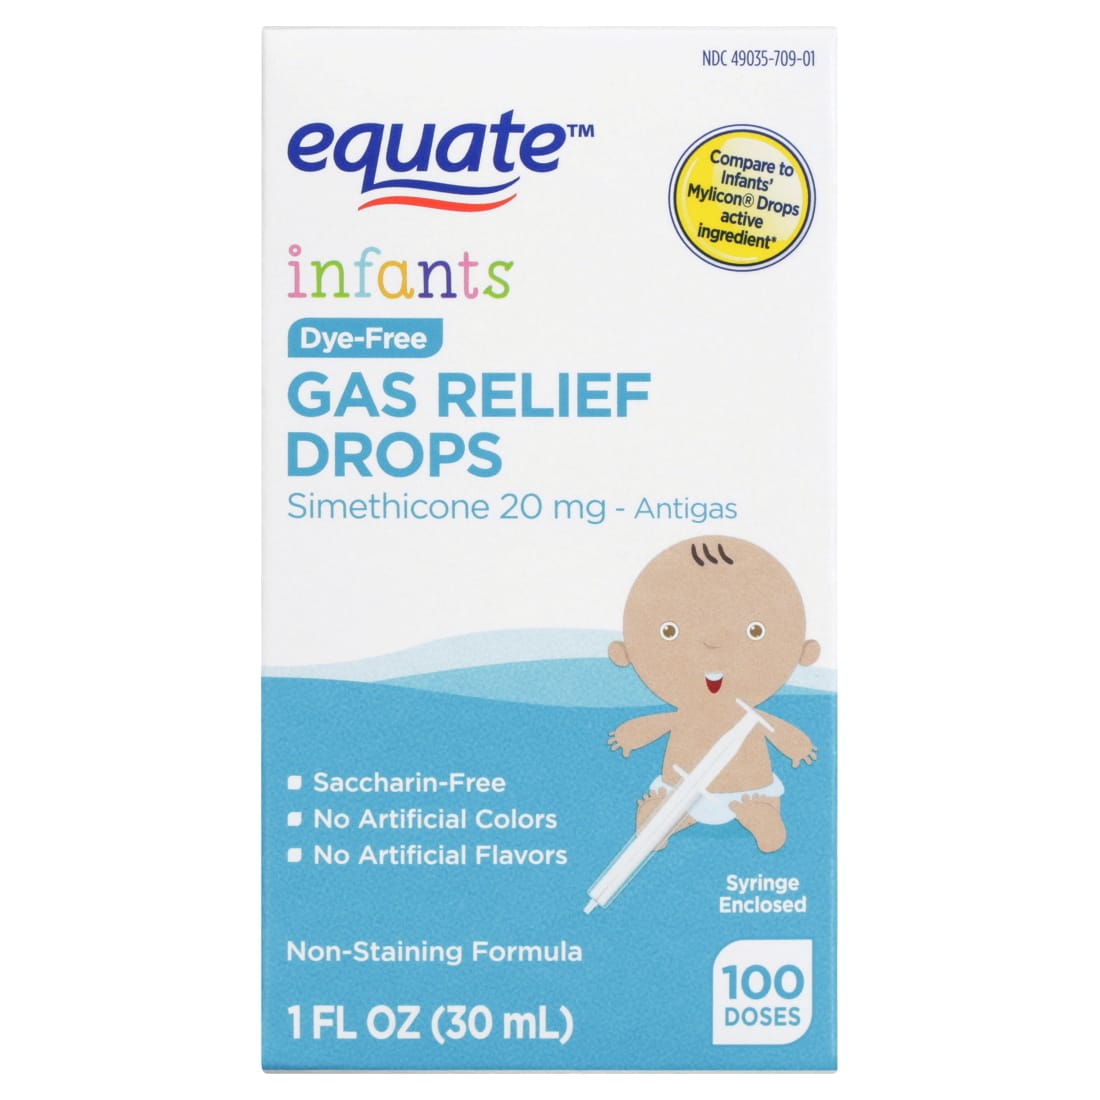 NDC 49035-709-01
equate™
Compare to
Infants'
Mylicon® Drops
active
ingredient*
infants
Dye-Free
GAS RELIEF
DROPS
Simethicone 20 mg - Antigas
Saccharin-Free
No Artificial Colors
No Artificial Flavors
Syringe
Enclosed
Non-Staining Formula
1 FL OZ (30 mL)
100
DOSES